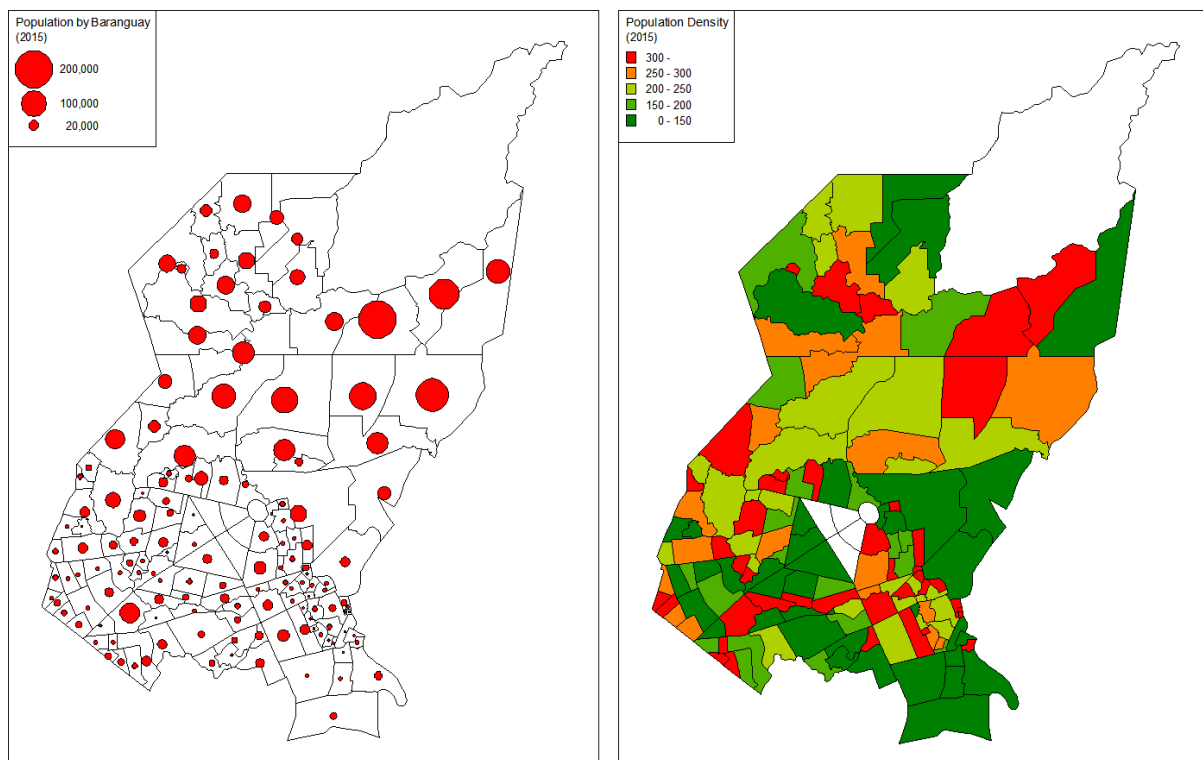 Population by Baranguay
(2015)
200,000
100,000
20,000
Population Density
(2015)
300 -
250 - 300
200 - 250
150 - 200
0 - 150